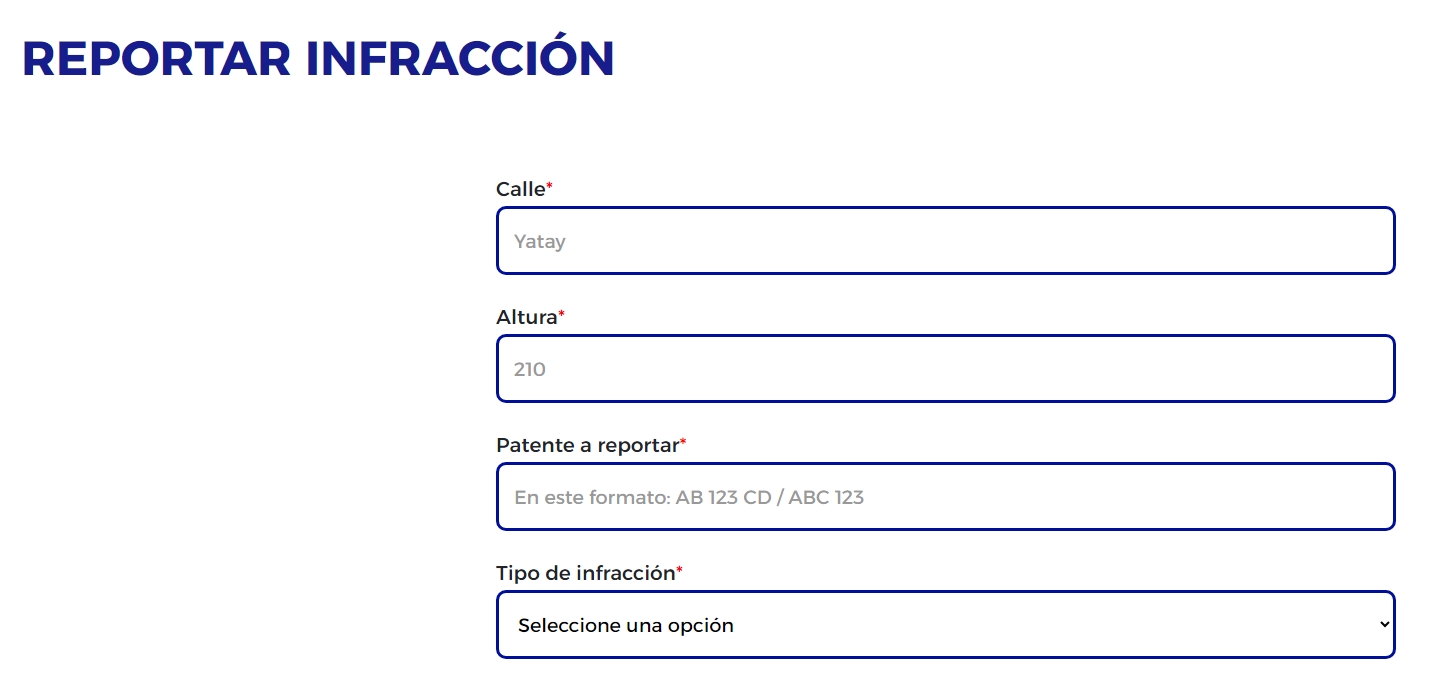 REPORTAR INFRACCIÓN
Calle*
Yatay
Altura*
210
Patente a reportar*
En este formato: AB 123 CD / ABC 123
Tipo de infracción*
Seleccione una opción